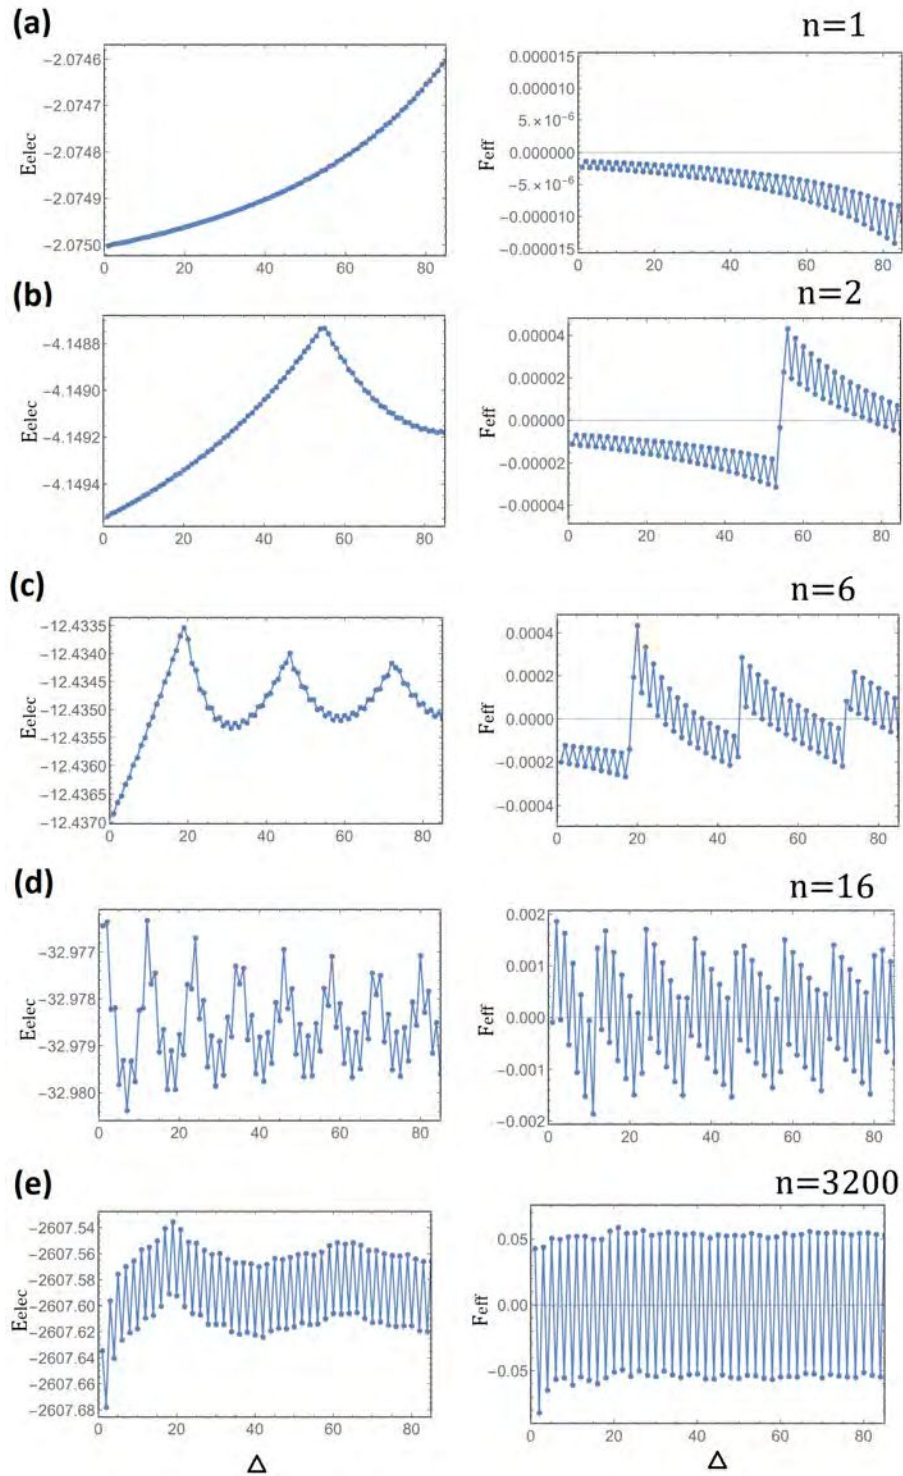 (a)
n=1
Eelec
−2.0746
−2.0747
−2.0748
−2.0749
−2.0750
0 20 40 60 80
Feff
0.000015
0.000010
5.×10⁻⁶
0.000000
−5.×10⁻⁶
−0.000010
−0.000015
0 20 40 60 80
(b)
n=2
Eelec
−4.1488
−4.1490
−4.1492
−4.1494
0 20 40 60 80
Feff
0.00004
0.00002
0.00000
−0.00002
−0.00004
0 20 40 60 80
(c)
n=6
Eelec
−12.4335
−12.4340
−12.4345
−12.4350
−12.4355
−12.4360
−12.4365
−12.4370
0 20 40 60 80
Feff
0.0004
0.0002
0.0000
−0.0002
−0.0004
0 20 40 60 80
(d)
n=16
Eelec
−32.977
−32.978
−32.979
−32.980
0 20 40 60 80
Feff
0.002
0.001
0.000
−0.001
−0.002
0 20 40 60 80
(e)
n=3200
Eelec
−2607.54
−2607.56
−2607.58
−2607.60
−2607.62
−2607.64
−2607.66
−2607.68
0 20 40 60 80
Δ
Feff
0.05
0.00
−0.05
0 20 40 60 80
Δ